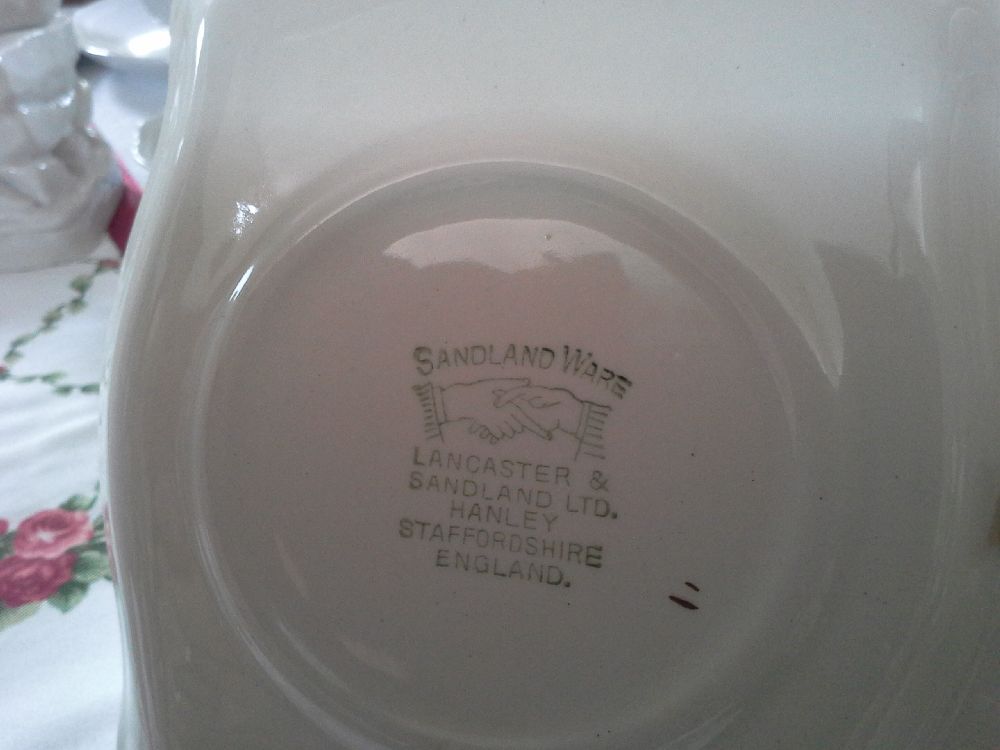 SANDLAND WARE
LANCASTER &
SANDLAND LTD.
HANLEY
STAFFORDSHIRE
ENGLAND.